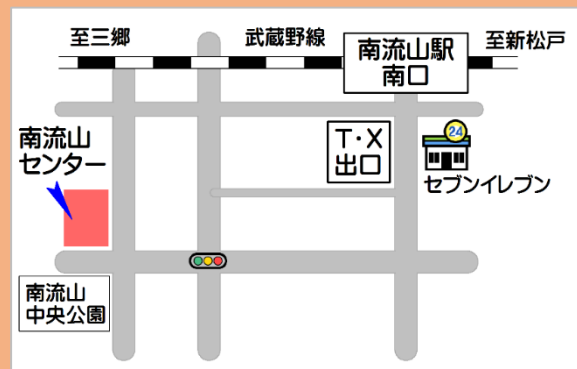 至三郷
武蔵野線
南流山駅
南口
至新松戸
南流山
センター
T・X
出口
24
セブンイレブン
南流山
中央公園